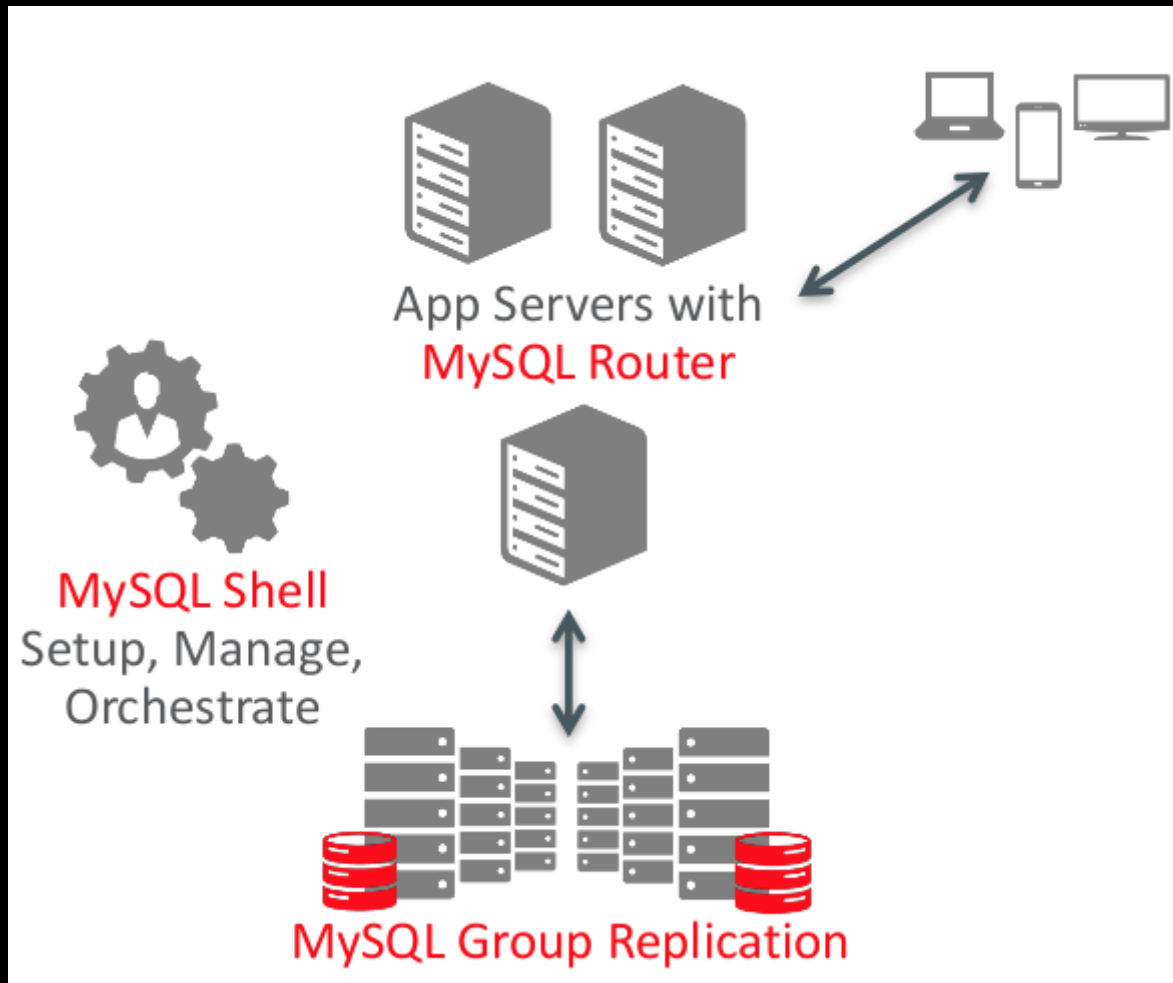 App Servers with
MySQL Router
MySQL Shell
Setup, Manage,
Orchestrate
MySQL Group Replication